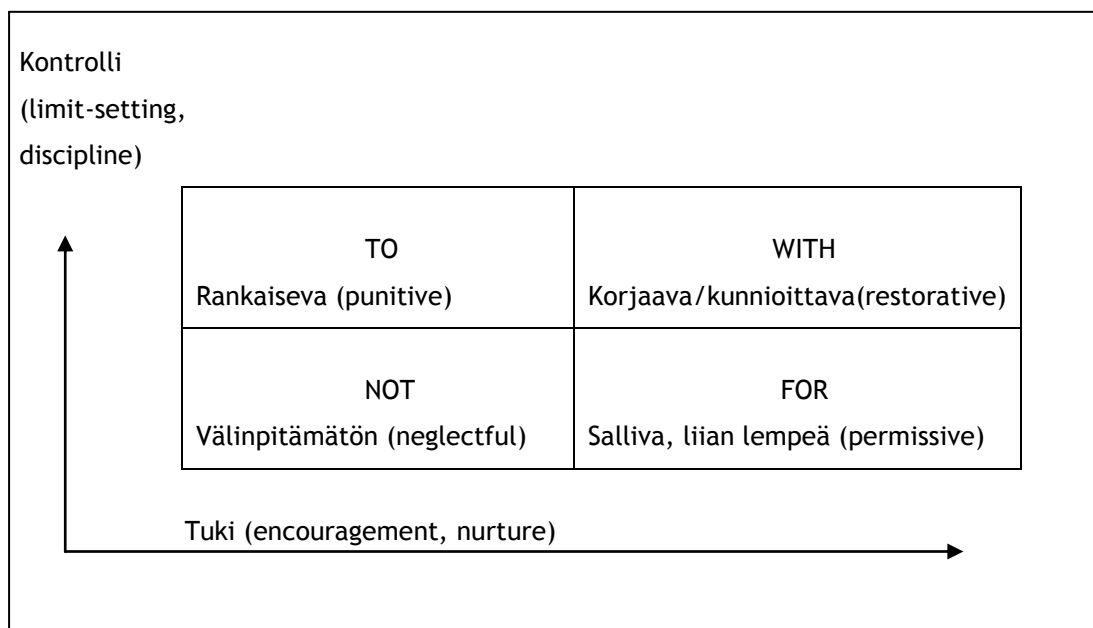 Kontrolli
(limit-setting,
discipline)
TO
Rankaiseva (punitive)
WITH
Korjaava/kunnioittava(restorative)
NOT
Välinpitämätön (neglectful)
FOR
Salliva, liian lempeä (permissive)
Tuki (encouragement, nurture)